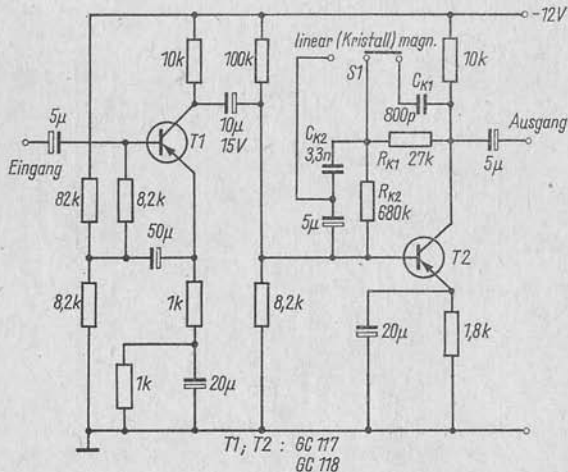 -12V
10k
100k
linear (Kristall) magn.
S1
10k
C_K1
800p
5µ
T1
10µ
15V
C_K2
3,3n
R_K1
27k
5µ
Ausgang
Eingang
82k
8,2k
R_K2
680k
5µ
50µ
T2
8,2k
1k
8,2k
20µ
1,8k
1k
20µ
T1; T2 : GC 117
GC 118